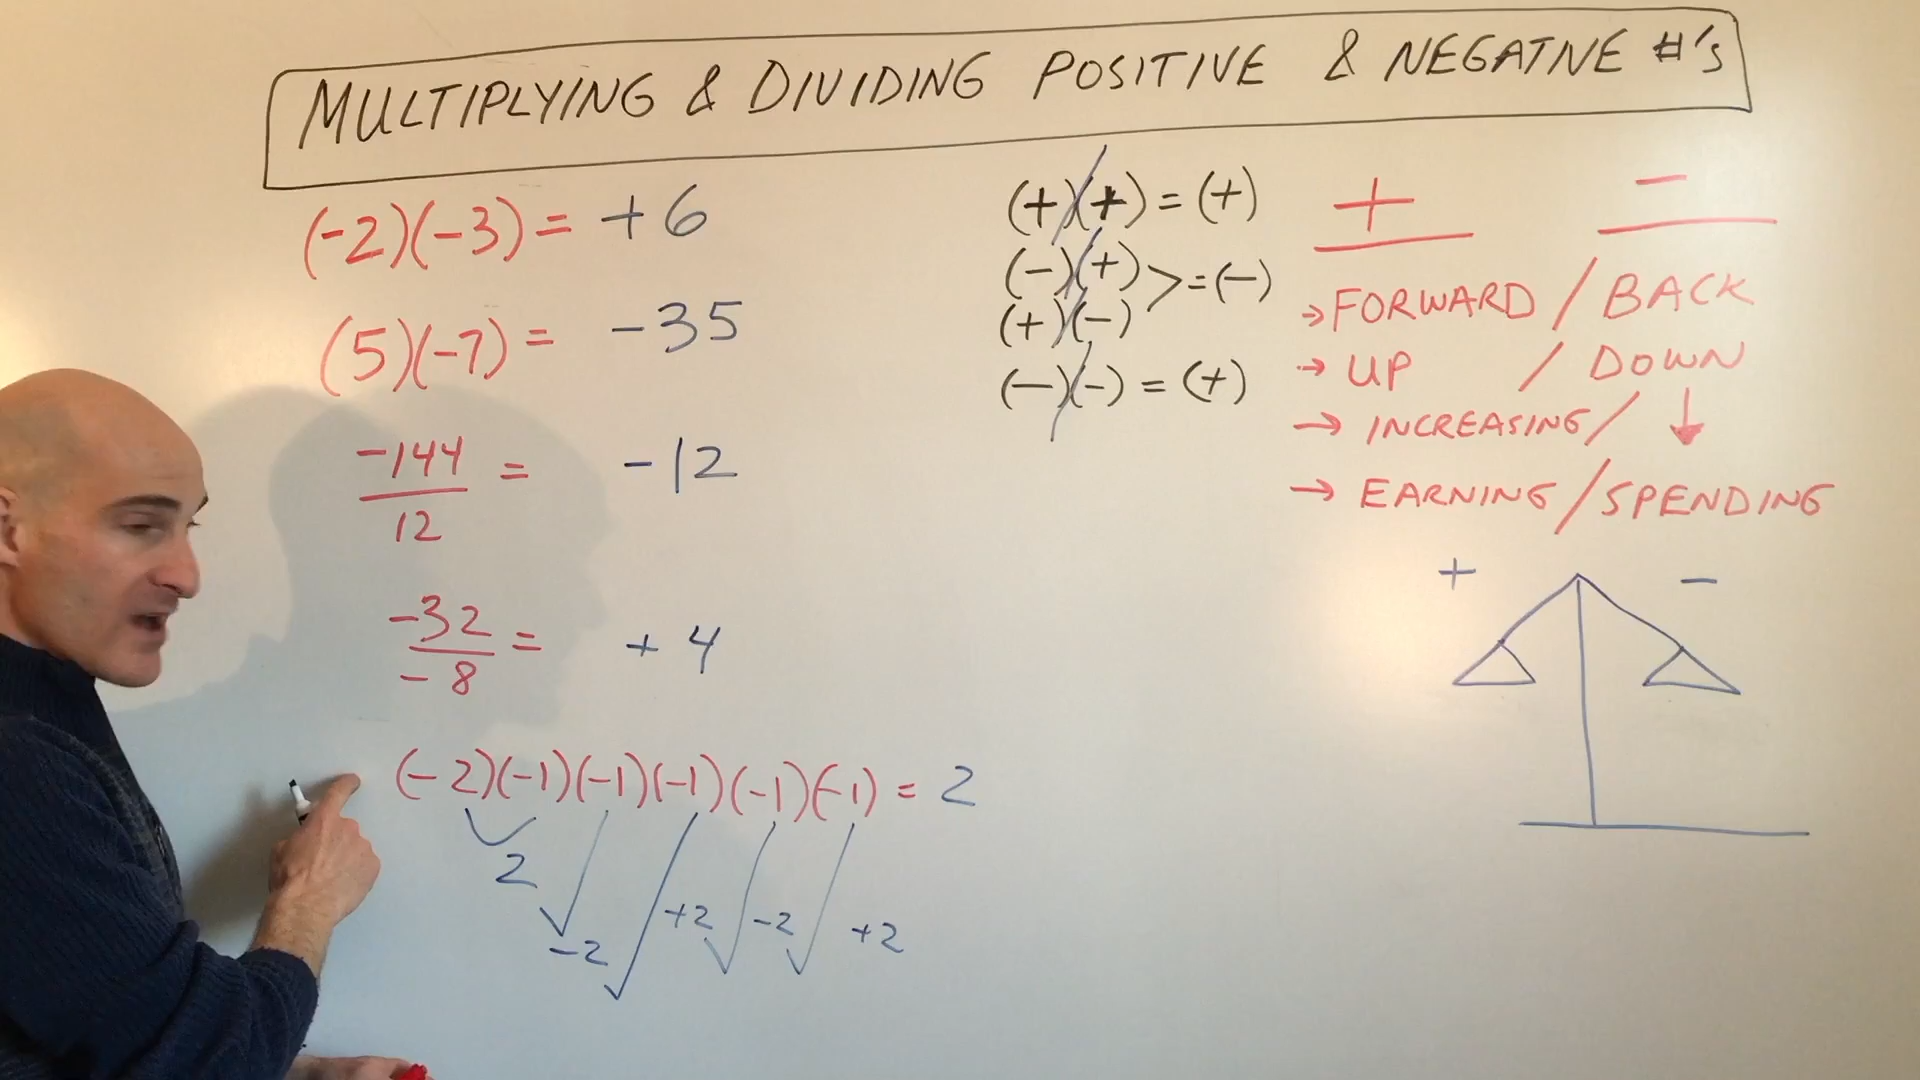 MULTIPLYING & DIVIDING POSITIVE & NEGATIVE #'s
(-2)(-3) = +6
(5)(-7) = -35
-144
12
= -12
-32
-8
= +4
(-2)(-1)(-1)(-1)(-1)(-1) = 2
2
-2
+2
-2
+2
(+)(+) = (+)
(-)(+)
(+)(-)
> = (-)
(-)(-) = (+)
+ -
→ FORWARD / BACK
→ UP / DOWN
→ INCREASING / ↓
→ EARNING / SPENDING
+ -